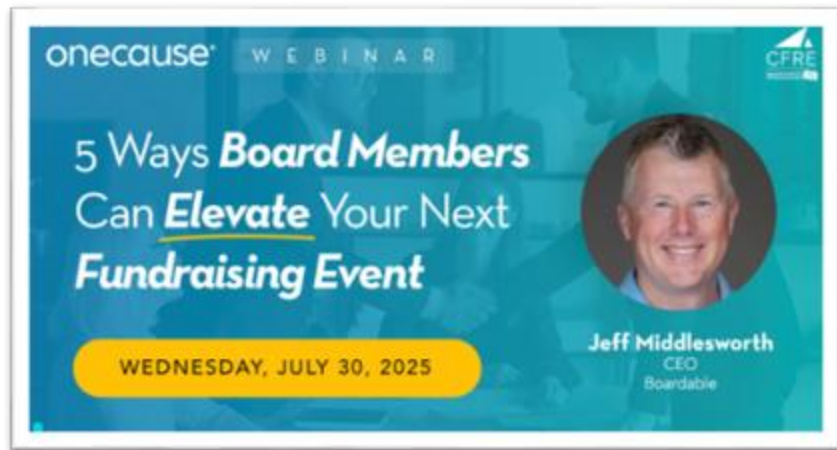 onecause
WEBINAR
CFRE
5 Ways Board Members
Can Elevate Your Next
Fundraising Event
WEDNESDAY, JULY 30, 2025
Jeff Middlesworth
CEO
Boardable